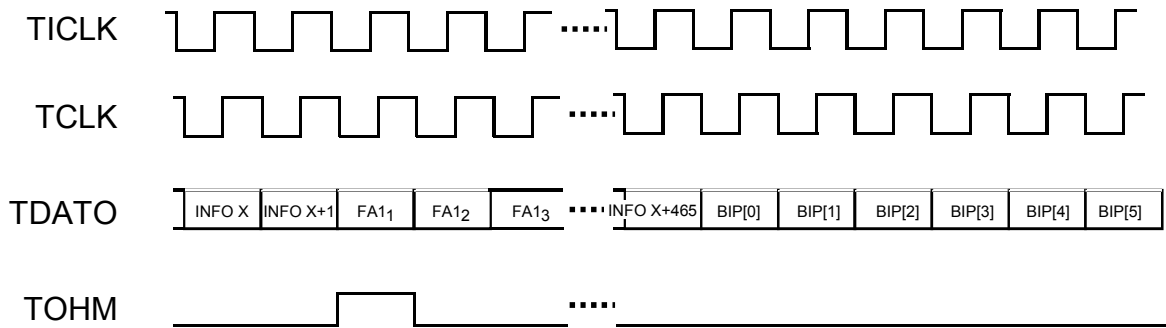 TICLK
TCLK
TDATO INFO X INFO X+1 FA1₁ FA1₂ FA1₃ INFO X+465 BIP[0] BIP[1] BIP[2] BIP[3] BIP[4] BIP[5]
TOHM